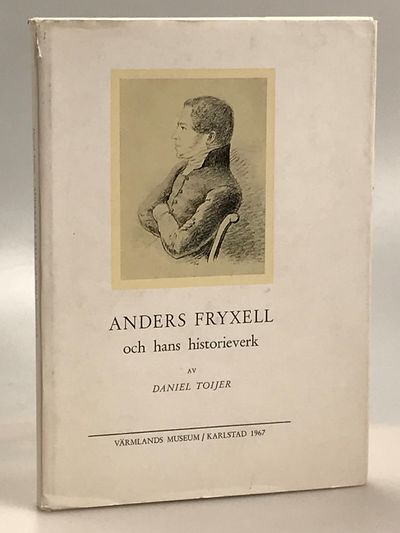 ANDERS FRYXELL
och hans historieverk
AV
DANIEL TOIJER
VÄRMLANDS MUSEUM / KARLSTAD 1967